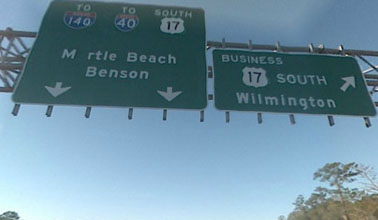 TO TO SOUTH
140 40 17
M rtle Beach
Benson
BUSINESS
17 SOUTH
Wilmington